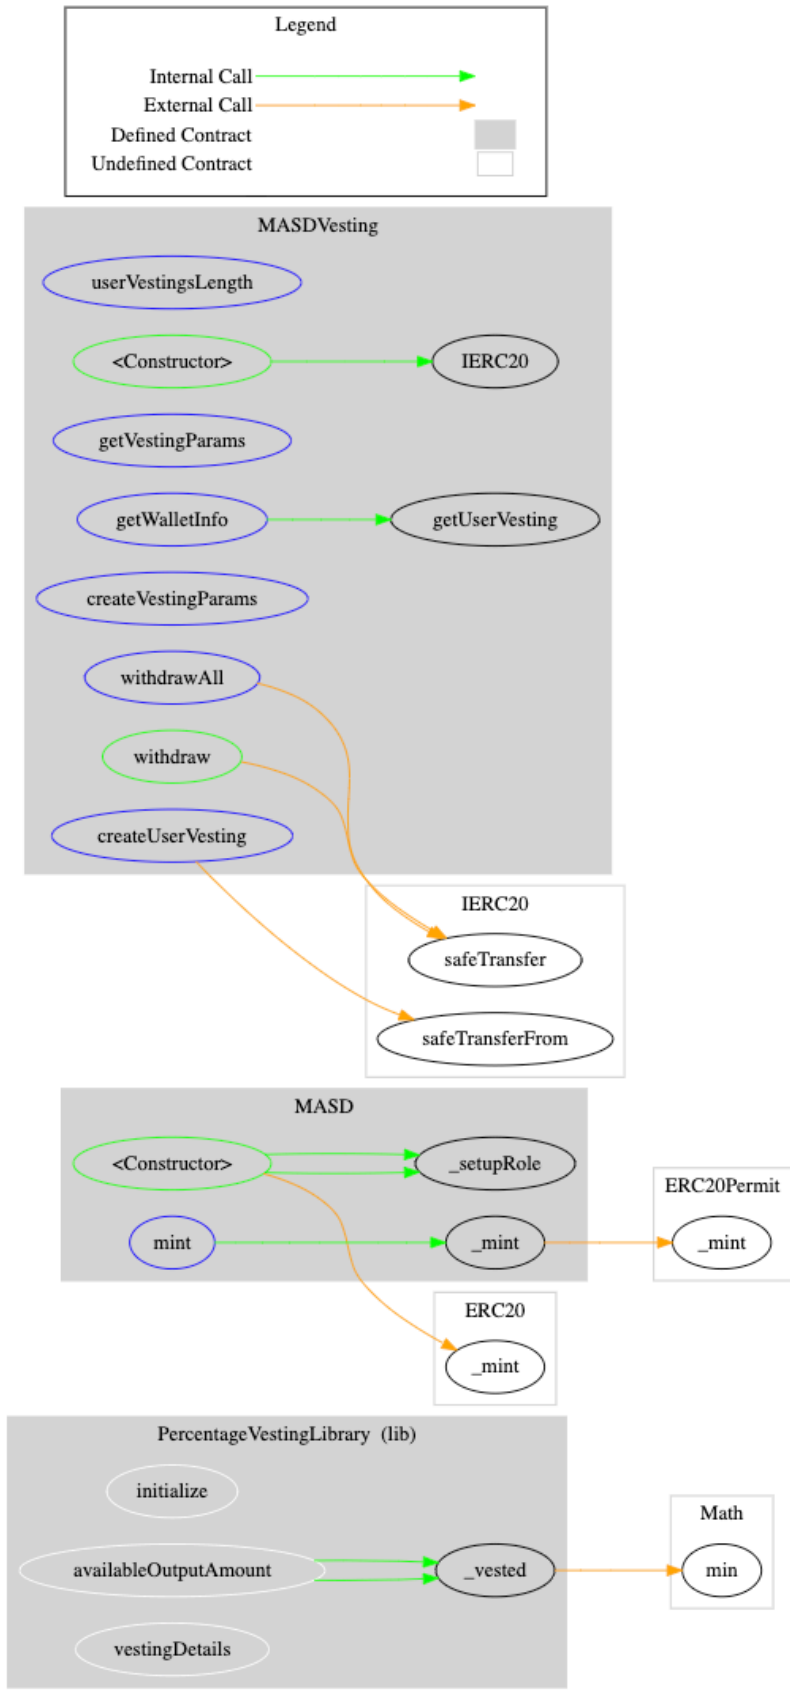 Legend
Internal Call
External Call
Defined Contract
Undefined Contract
MASDVesting
userVestingsLength
<Constructor>
IERC20
getVestingParams
getWalletInfo
getUserVesting
createVestingParams
withdrawAll
withdraw
createUserVesting
IERC20
safeTransfer
safeTransferFrom
MASD
<Constructor>
_setupRole
mint
_mint
ERC20Permit
_mint
ERC20
_mint
PercentageVestingLibrary (lib)
initialize
availableOutputAmount
_vested
vestingDetails
Math
min